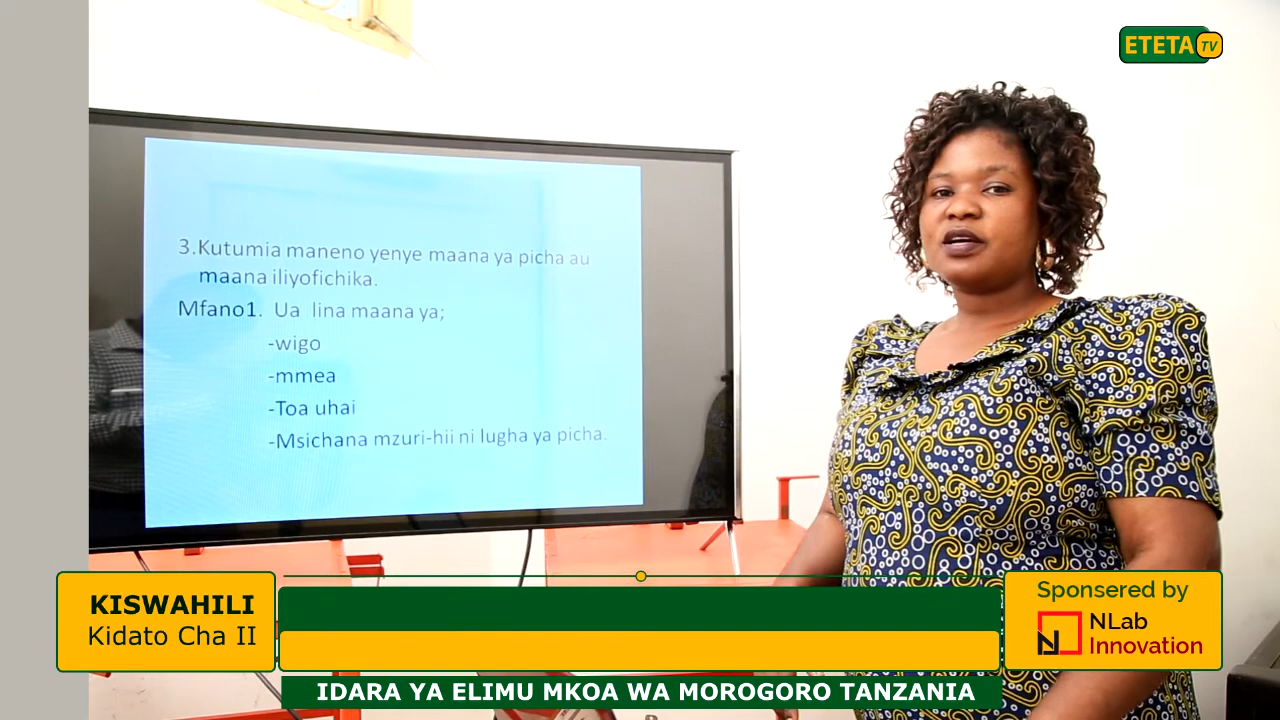 ETETA TV
3.Kutumia maneno yenye maana ya picha au
maana iliyofichika.
Mfano1. Ua lina maana ya;
-wigo
-mmea
-Toa uhai
-Msichana mzuri-hii ni lugha ya picha.
KISWAHILI
Kidato Cha II
Sponsered by
NLab
Innovation
IDARA YA ELIMU MKOA WA MOROGORO TANZANIA